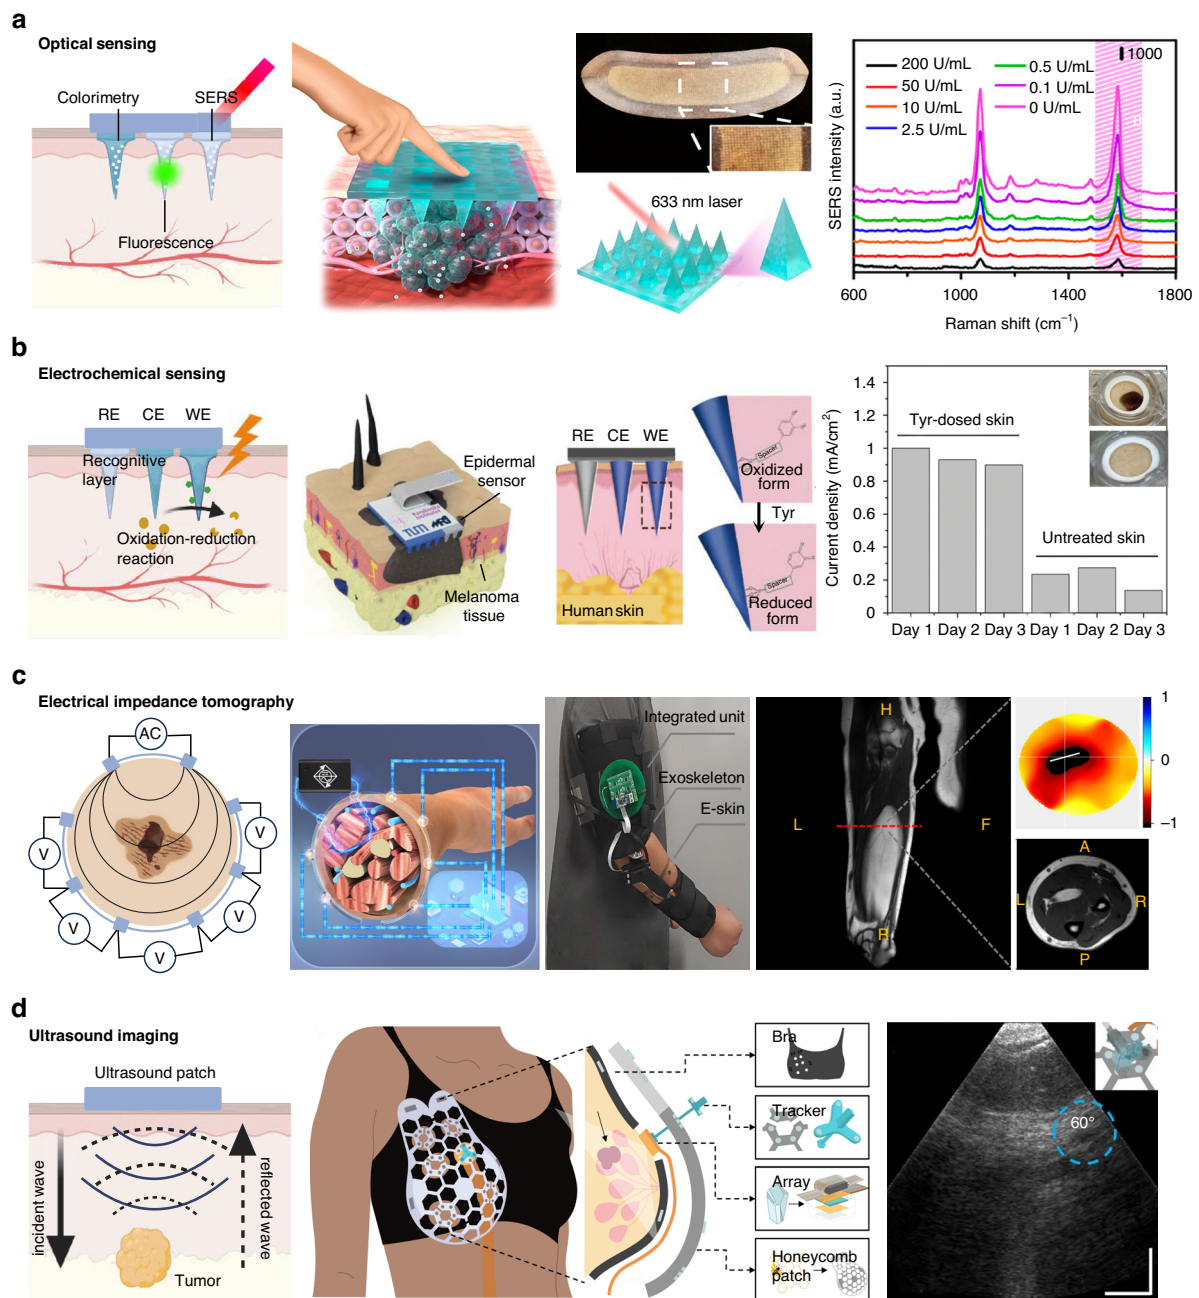 a
Optical sensing
Colorimetry
SERS
Fluorescence
633 nm laser
SERS intensity (a.u.)
200 U/mL
50 U/mL
10 U/mL
2.5 U/mL
0.5 U/mL
0.1 U/mL
0 U/mL
1000
600
1000
1400
1800
Raman shift (cm⁻¹)
b
Electrochemical sensing
RE CE WE
Recognitive
layer
Oxidation-reduction
reaction
Epidermal
sensor
Melanoma
tissue
RE CE WE
Human skin
Spacer
Oxidized
form
Tyr
Spacer
Reduced
form
Current density (mA/cm²)
1.4
1.2
1
0.8
0.6
0.4
0.2
0
Tyr-dosed skin
Untreated skin
Day 1 Day 2 Day 3 Day 1 Day 2 Day 3
c
Electrical impedance tomography
AC
V
V
V
V
V
Integrated unit
Exoskeleton
E-skin
H
L
F
R
1
0
−1
A
L
R
P
d
Ultrasound imaging
Ultrasound patch
incident wave
reflected wave
Tumor
Bra
Tracker
Array
Honeycomb
patch
60°